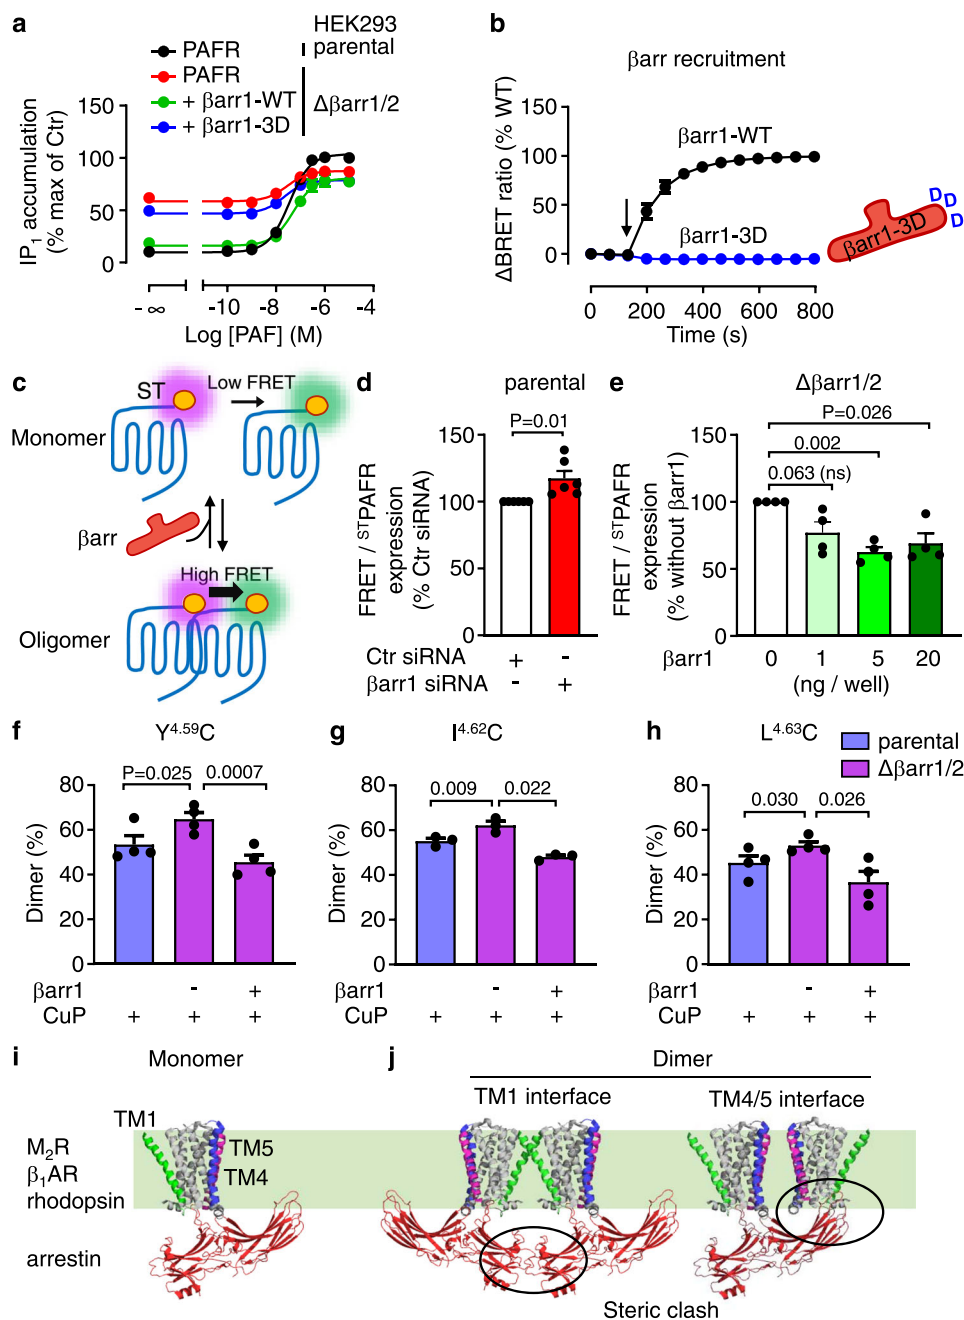 a
HEK293
PAFR parental
PAFR
+ βarr1-WT Δβarr1/2
+ βarr1-3D
IP1 accumulation
(% max of Ctr)
150
100
50
0
- ∞ -10 -8 -6 -4
Log [PAF] (M)
b
βarr recruitment
ΔBRET ratio (% WT)
150
100
50
0
βarr1-WT
βarr1-3D
βarr1-3D
D
D
D
0 200 400 600 800
Time (s)
c
ST
Low FRET
Monomer
βarr
High FRET
Oligomer
d
parental
P=0.01
FRET / STPAFR
expression
(% Ctr siRNA)
150
100
50
0
Ctr siRNA + -
βarr1 siRNA - +
e
Δβarr1/2
P=0.026
0.002
0.063 (ns)
FRET / STPAFR
expression
(% without βarr1)
150
100
50
0
βarr1 0 1 5 20
(ng / well)
f
Y4.59C
P=0.025 0.0007
Dimer (%)
80
60
40
20
0
βarr1 - +
CuP + + +
g
I4.62C
0.009 0.022
Dimer (%)
80
60
40
20
0
- +
+ + +
h
L4.63C
parental
Δβarr1/2
0.030 0.026
Dimer (%)
80
60
40
20
0
- +
+ + +
i
Monomer
TM1
M2R
β1AR
rhodopsin
TM5
TM4
arrestin
j
Dimer
TM1 interface
TM4/5 interface
Steric clash